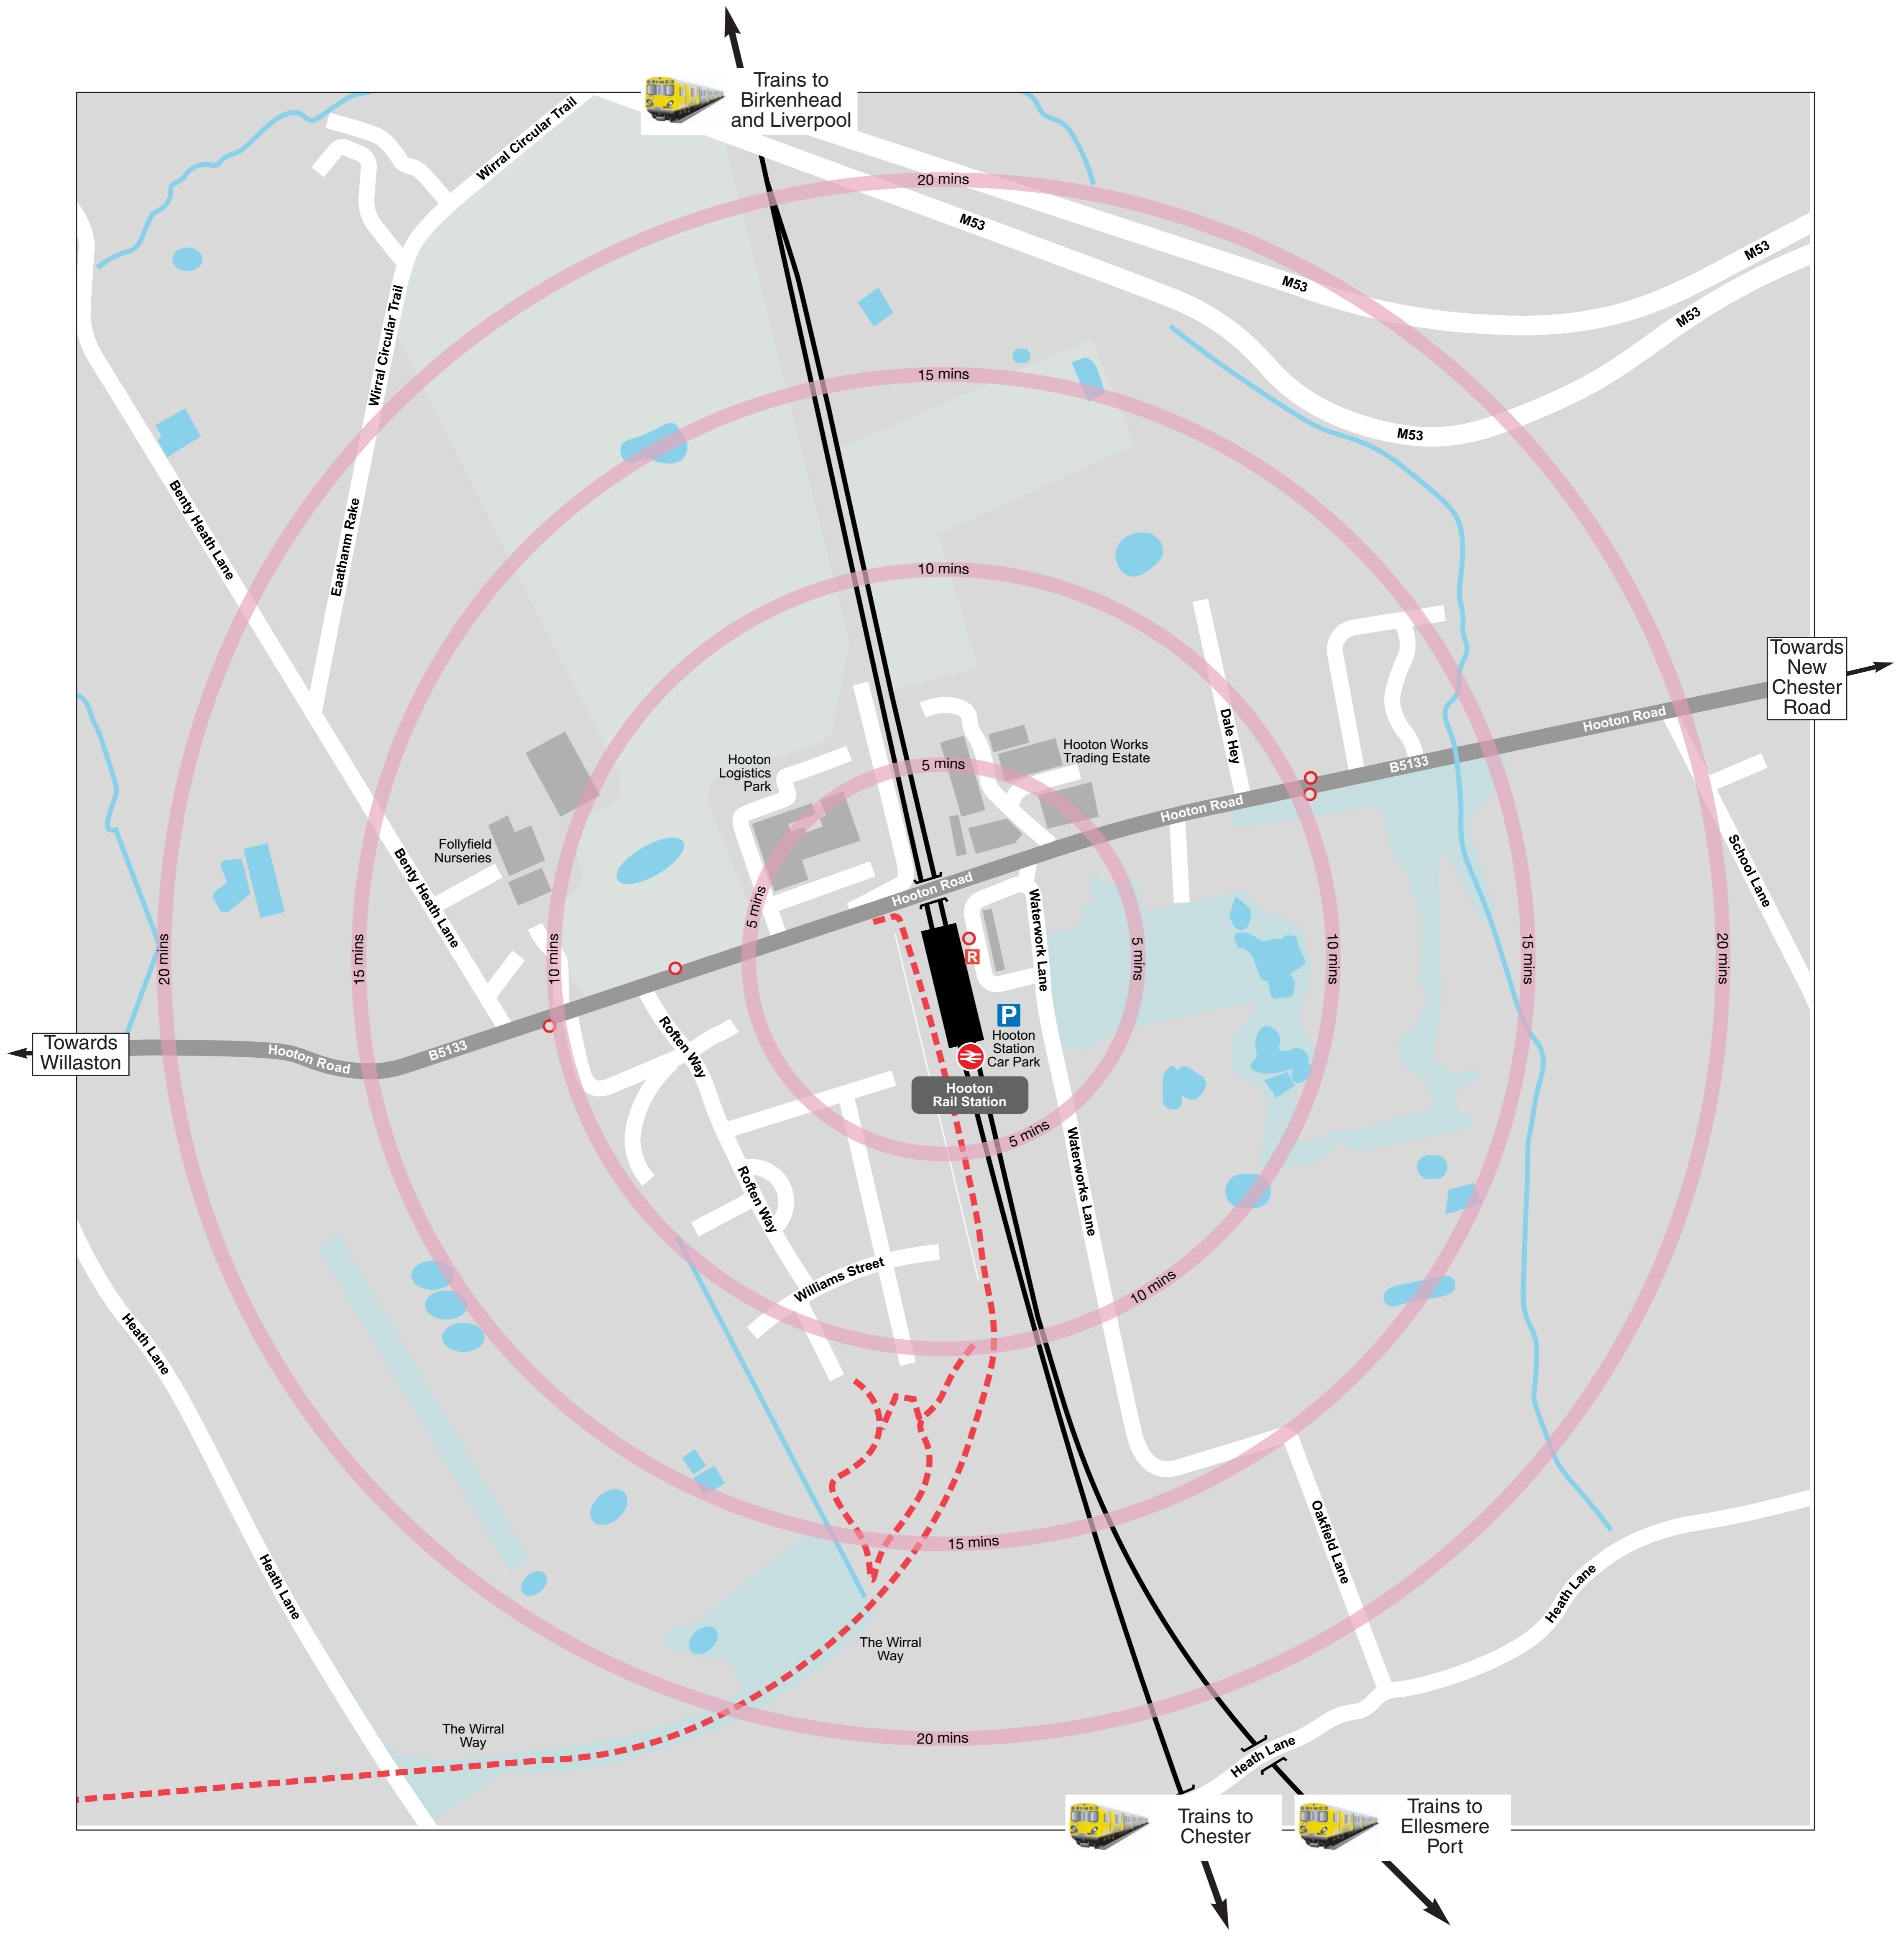 Trains to
Birkenhead
and Liverpool
Wirral Circular Trail
20 mins
M53
M53
M53
M53
M53
Wirral Circular Trail
15 mins
Benty Heath Lane
Eaathanm Rake
10 mins
Towards
New
Chester
Road
Hooton Road
B5133
Dale Hey
Hooton Works
Trading Estate
5 mins
Hooton
Logistics
Park
Hooton Road
Follyfield
Nurseries
Benty Heath Lane
School Lane
Hooton Road
5 mins
Waterwork Lane
20 mins
15 mins
10 mins
5 mins
10 mins
15 mins
20 mins
R
P
Hooton
Station
Car Park
Hooton
Rail Station
Towards
Willaston
Hooton Road
B5133
Roften Way
5 mins
Waterworks Lane
Roften Way
Williams Street
10 mins
Heath Lane
15 mins
Oakfield Lane
Heath Lane
Heath Lane
The Wirral
Way
The Wirral
Way
20 mins
Heath Lane
Trains to
Chester
Trains to
Ellesmere
Port